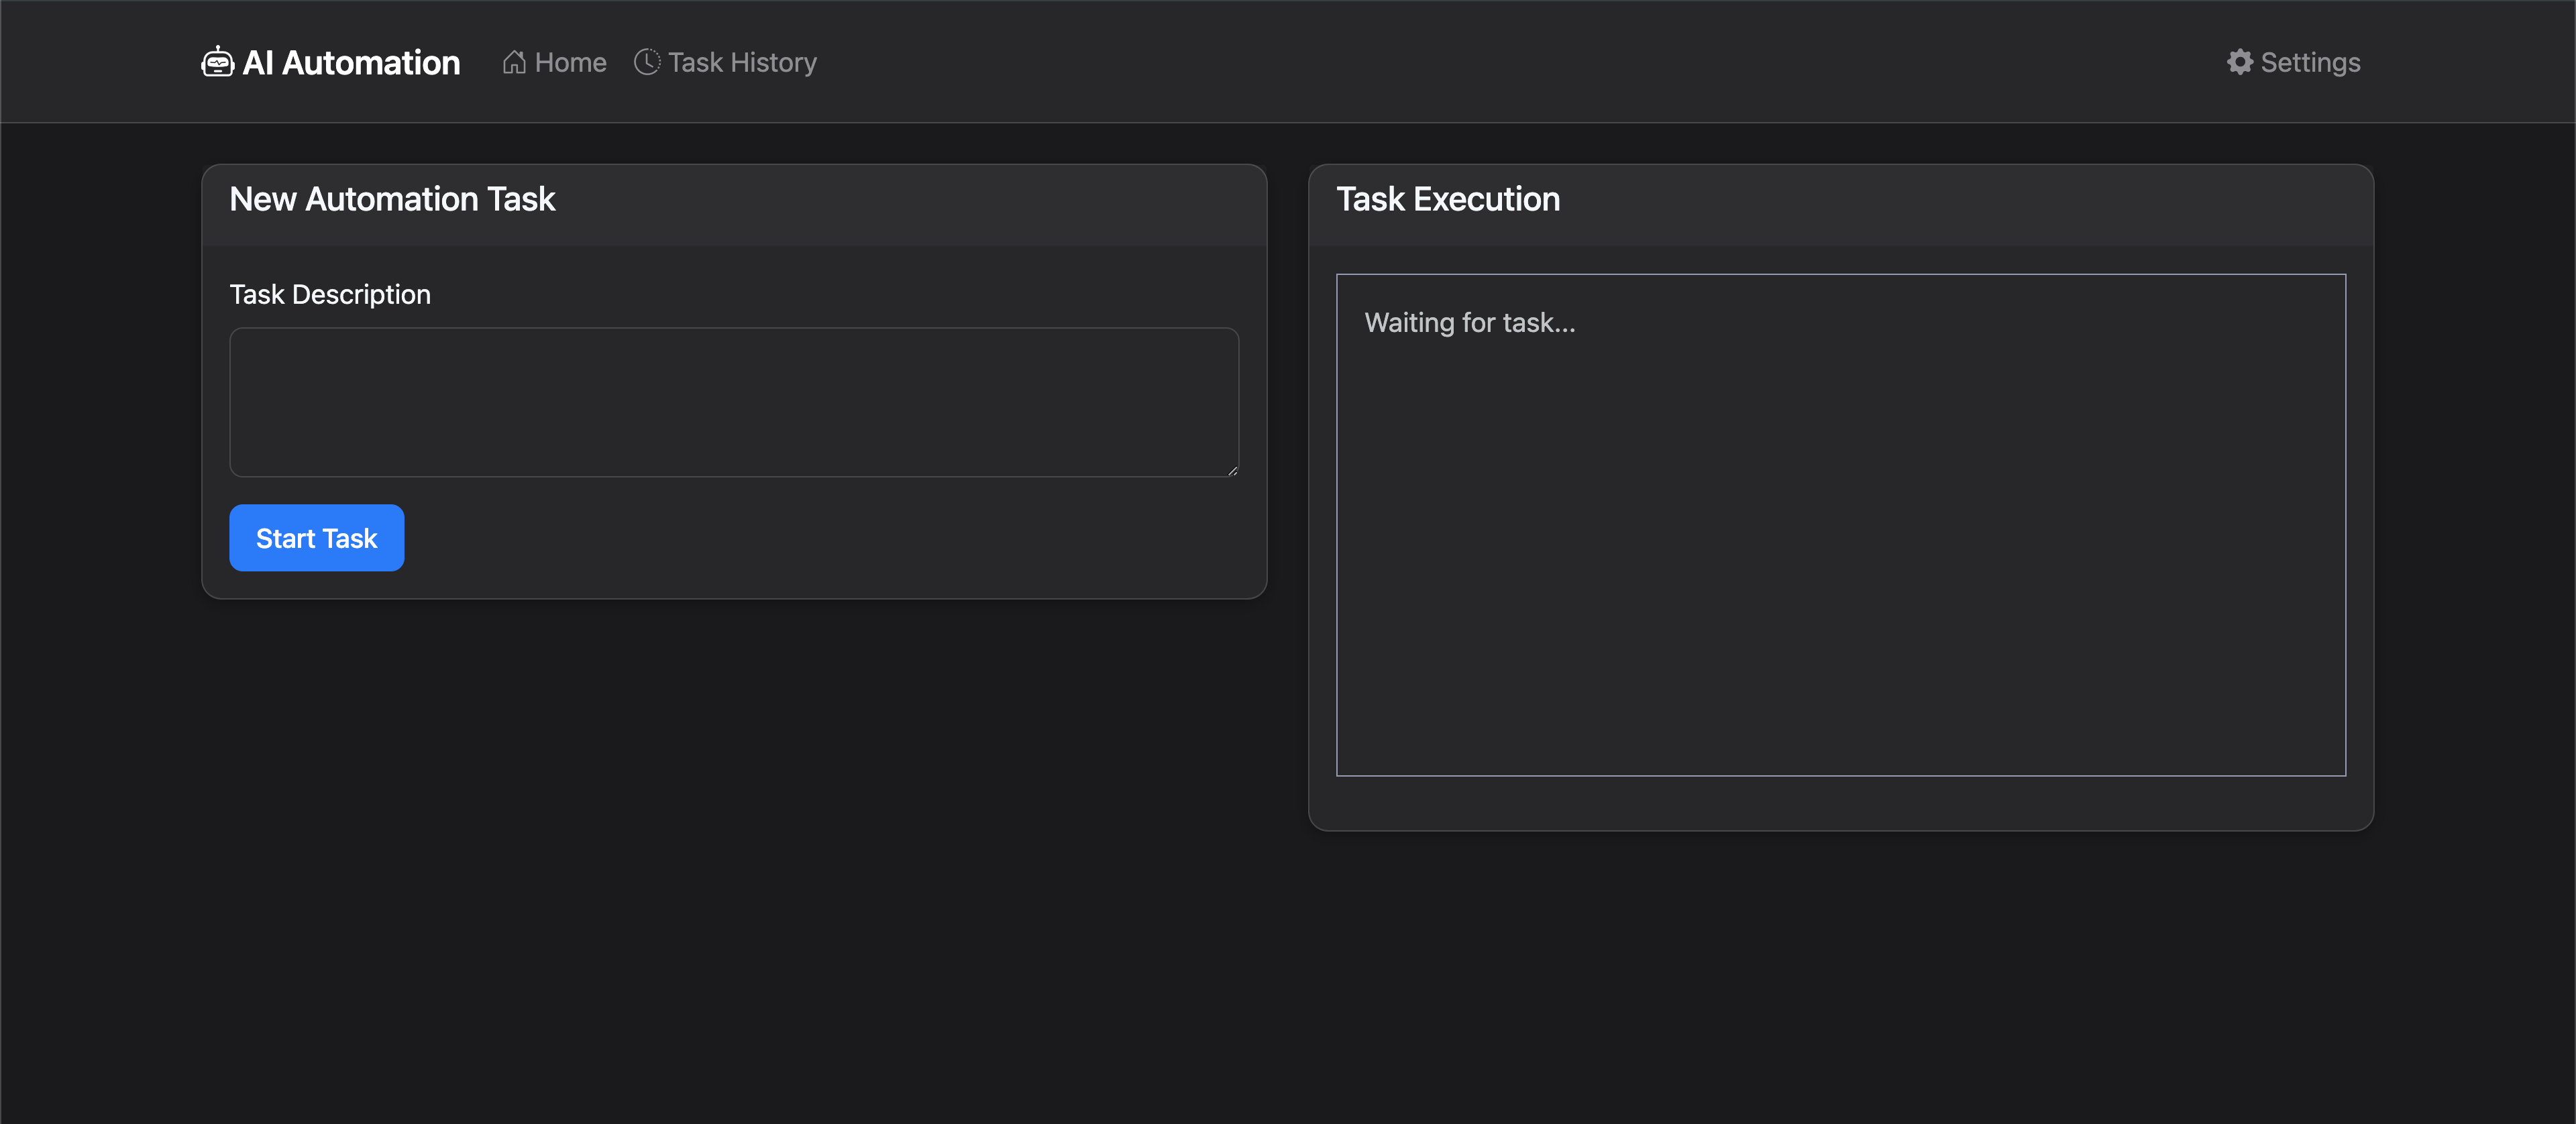 AI Automation
Home
Task History
Settings
New Automation Task
Task Description
Start Task
Task Execution
Waiting for task...